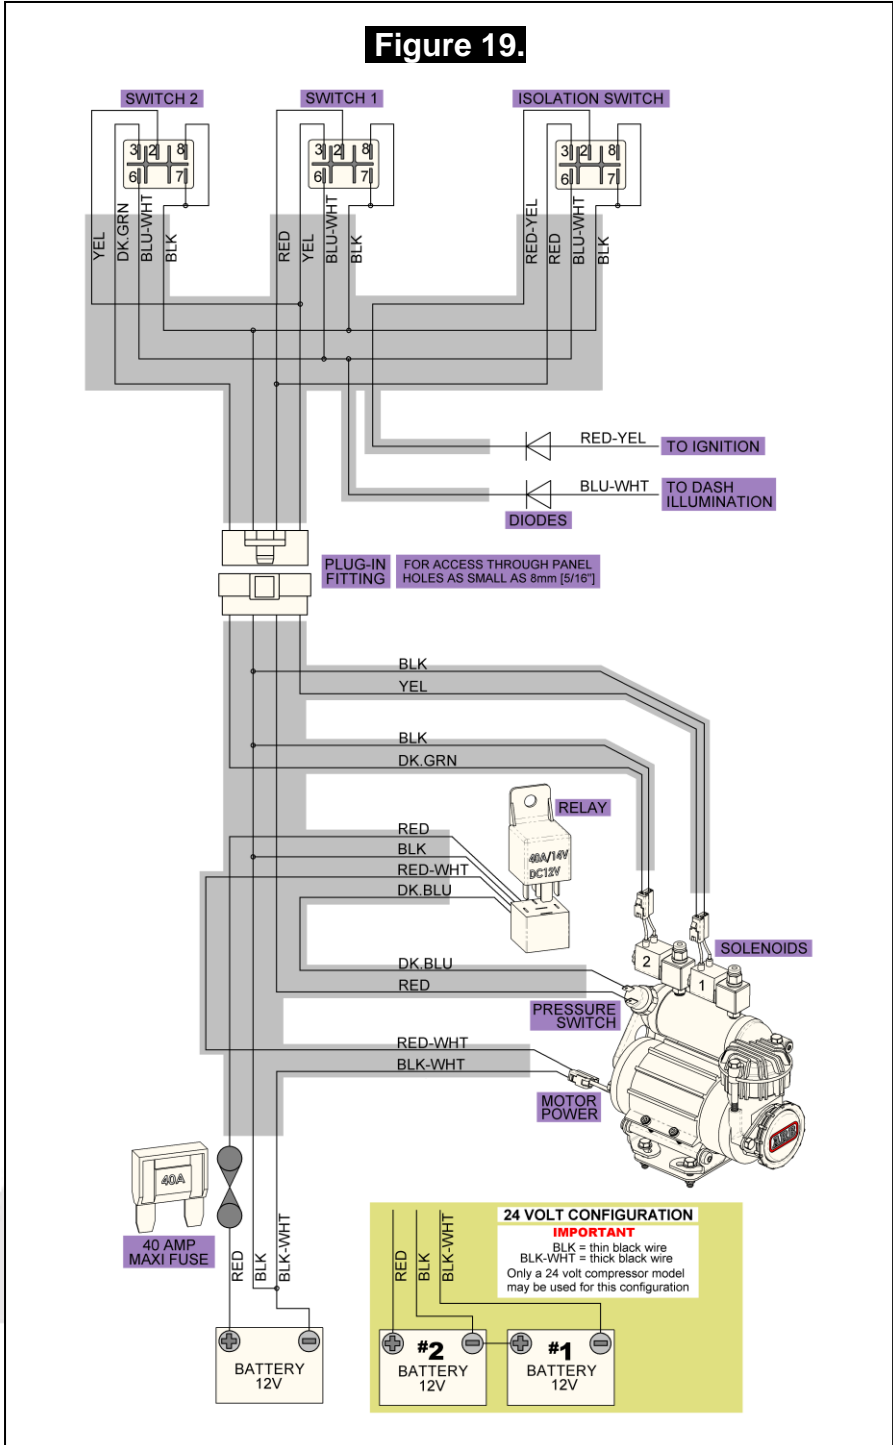 Figure 19.
SWITCH 2
SWITCH 1
ISOLATION SWITCH
3 2 8
6 7
3 2 8
6 7
3 2 8
6 7
YEL
DK.GRN
BLU-WHT
BLK
RED
YEL
BLU-WHT
BLK
RED-YEL
RED
BLU-WHT
BLK
RED-YEL
TO IGNITION
BLU-WHT
TO DASH
ILLUMINATION
DIODES
PLUG-IN
FITTING
FOR ACCESS THROUGH PANEL
HOLES AS SMALL AS 8mm [5/16"]
BLK
YEL
BLK
DK.GRN
RELAY
40A/14V
DC12V
RED
BLK
RED-WHT
DK.BLU
SOLENOIDS
2
1
DK.BLU
RED
PRESSURE
SWITCH
RED-WHT
BLK-WHT
MOTOR
POWER
ARB
40A
40 AMP
MAXI FUSE
RED
BLK
BLK-WHT
BATTERY
12V
24 VOLT CONFIGURATION
IMPORTANT
BLK = thin black wire
BLK-WHT = thick black wire
Only a 24 volt compressor model
may be used for this configuration
RED
BLK
BLK-WHT
#2
BATTERY
12V
#1
BATTERY
12V